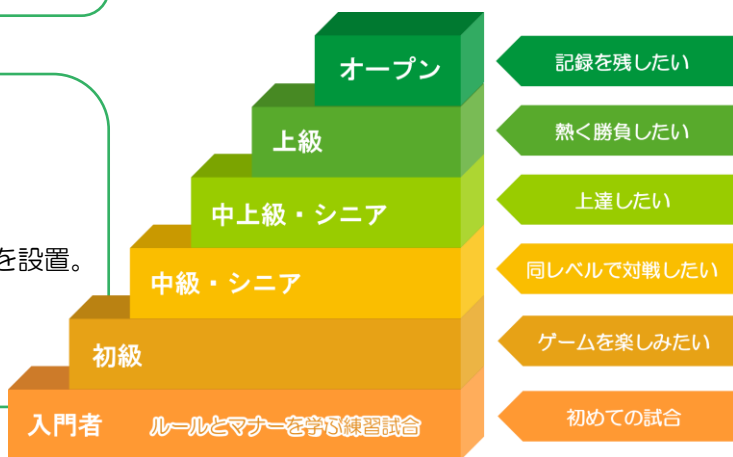 オープン
記録を残したい
上級
熱く勝負したい
中上級・シニア
上達したい
を設置。
中級・シニア
同レベルで対戦したい
初級
ゲームを楽しみたい
入門者 ルールとマナーを学ぶ練習試合
初めての試合